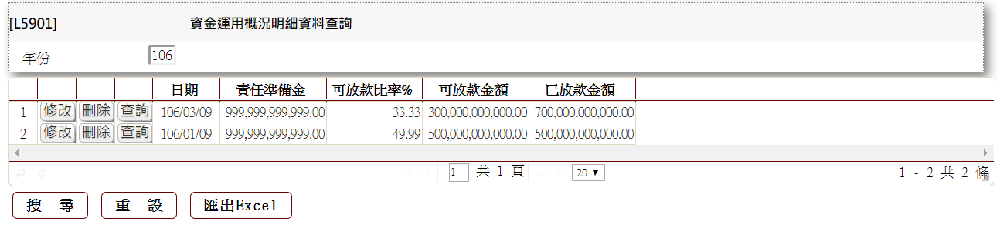 [L5901] 資金運用概況明細資料查詢
年份 106
日期 責任準備金 可放款比率% 可放款金額 已放款金額
1 修改 刪除 查詢 106/03/09 999,999,999,999.00 33.33 300,000,000,000.00 700,000,000,000.00
2 修改 刪除 查詢 106/01/09 999,999,999,999.00 49.99 500,000,000,000.00 500,000,000,000.00
1 共 1 頁 20 1 - 2 共 2 條
搜 尋 重 設 匯出Excel